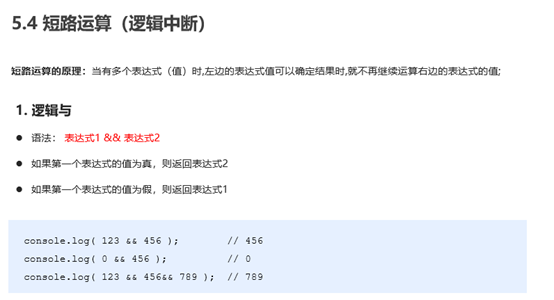 5.4 短路运算（逻辑中断）
短路运算的原理：当有多个表达式（值）时,左边的表达式值可以确定结果时,就不再继续运算右边的表达式的值;
1. 逻辑与
● 语法： 表达式1 && 表达式2
● 如果第一个表达式的值为真，则返回表达式2
● 如果第一个表达式的值为假，则返回表达式1
console.log( 123 && 456 );        // 456
console.log( 0 && 456 );          // 0
console.log( 123 && 456&& 789 );  // 789